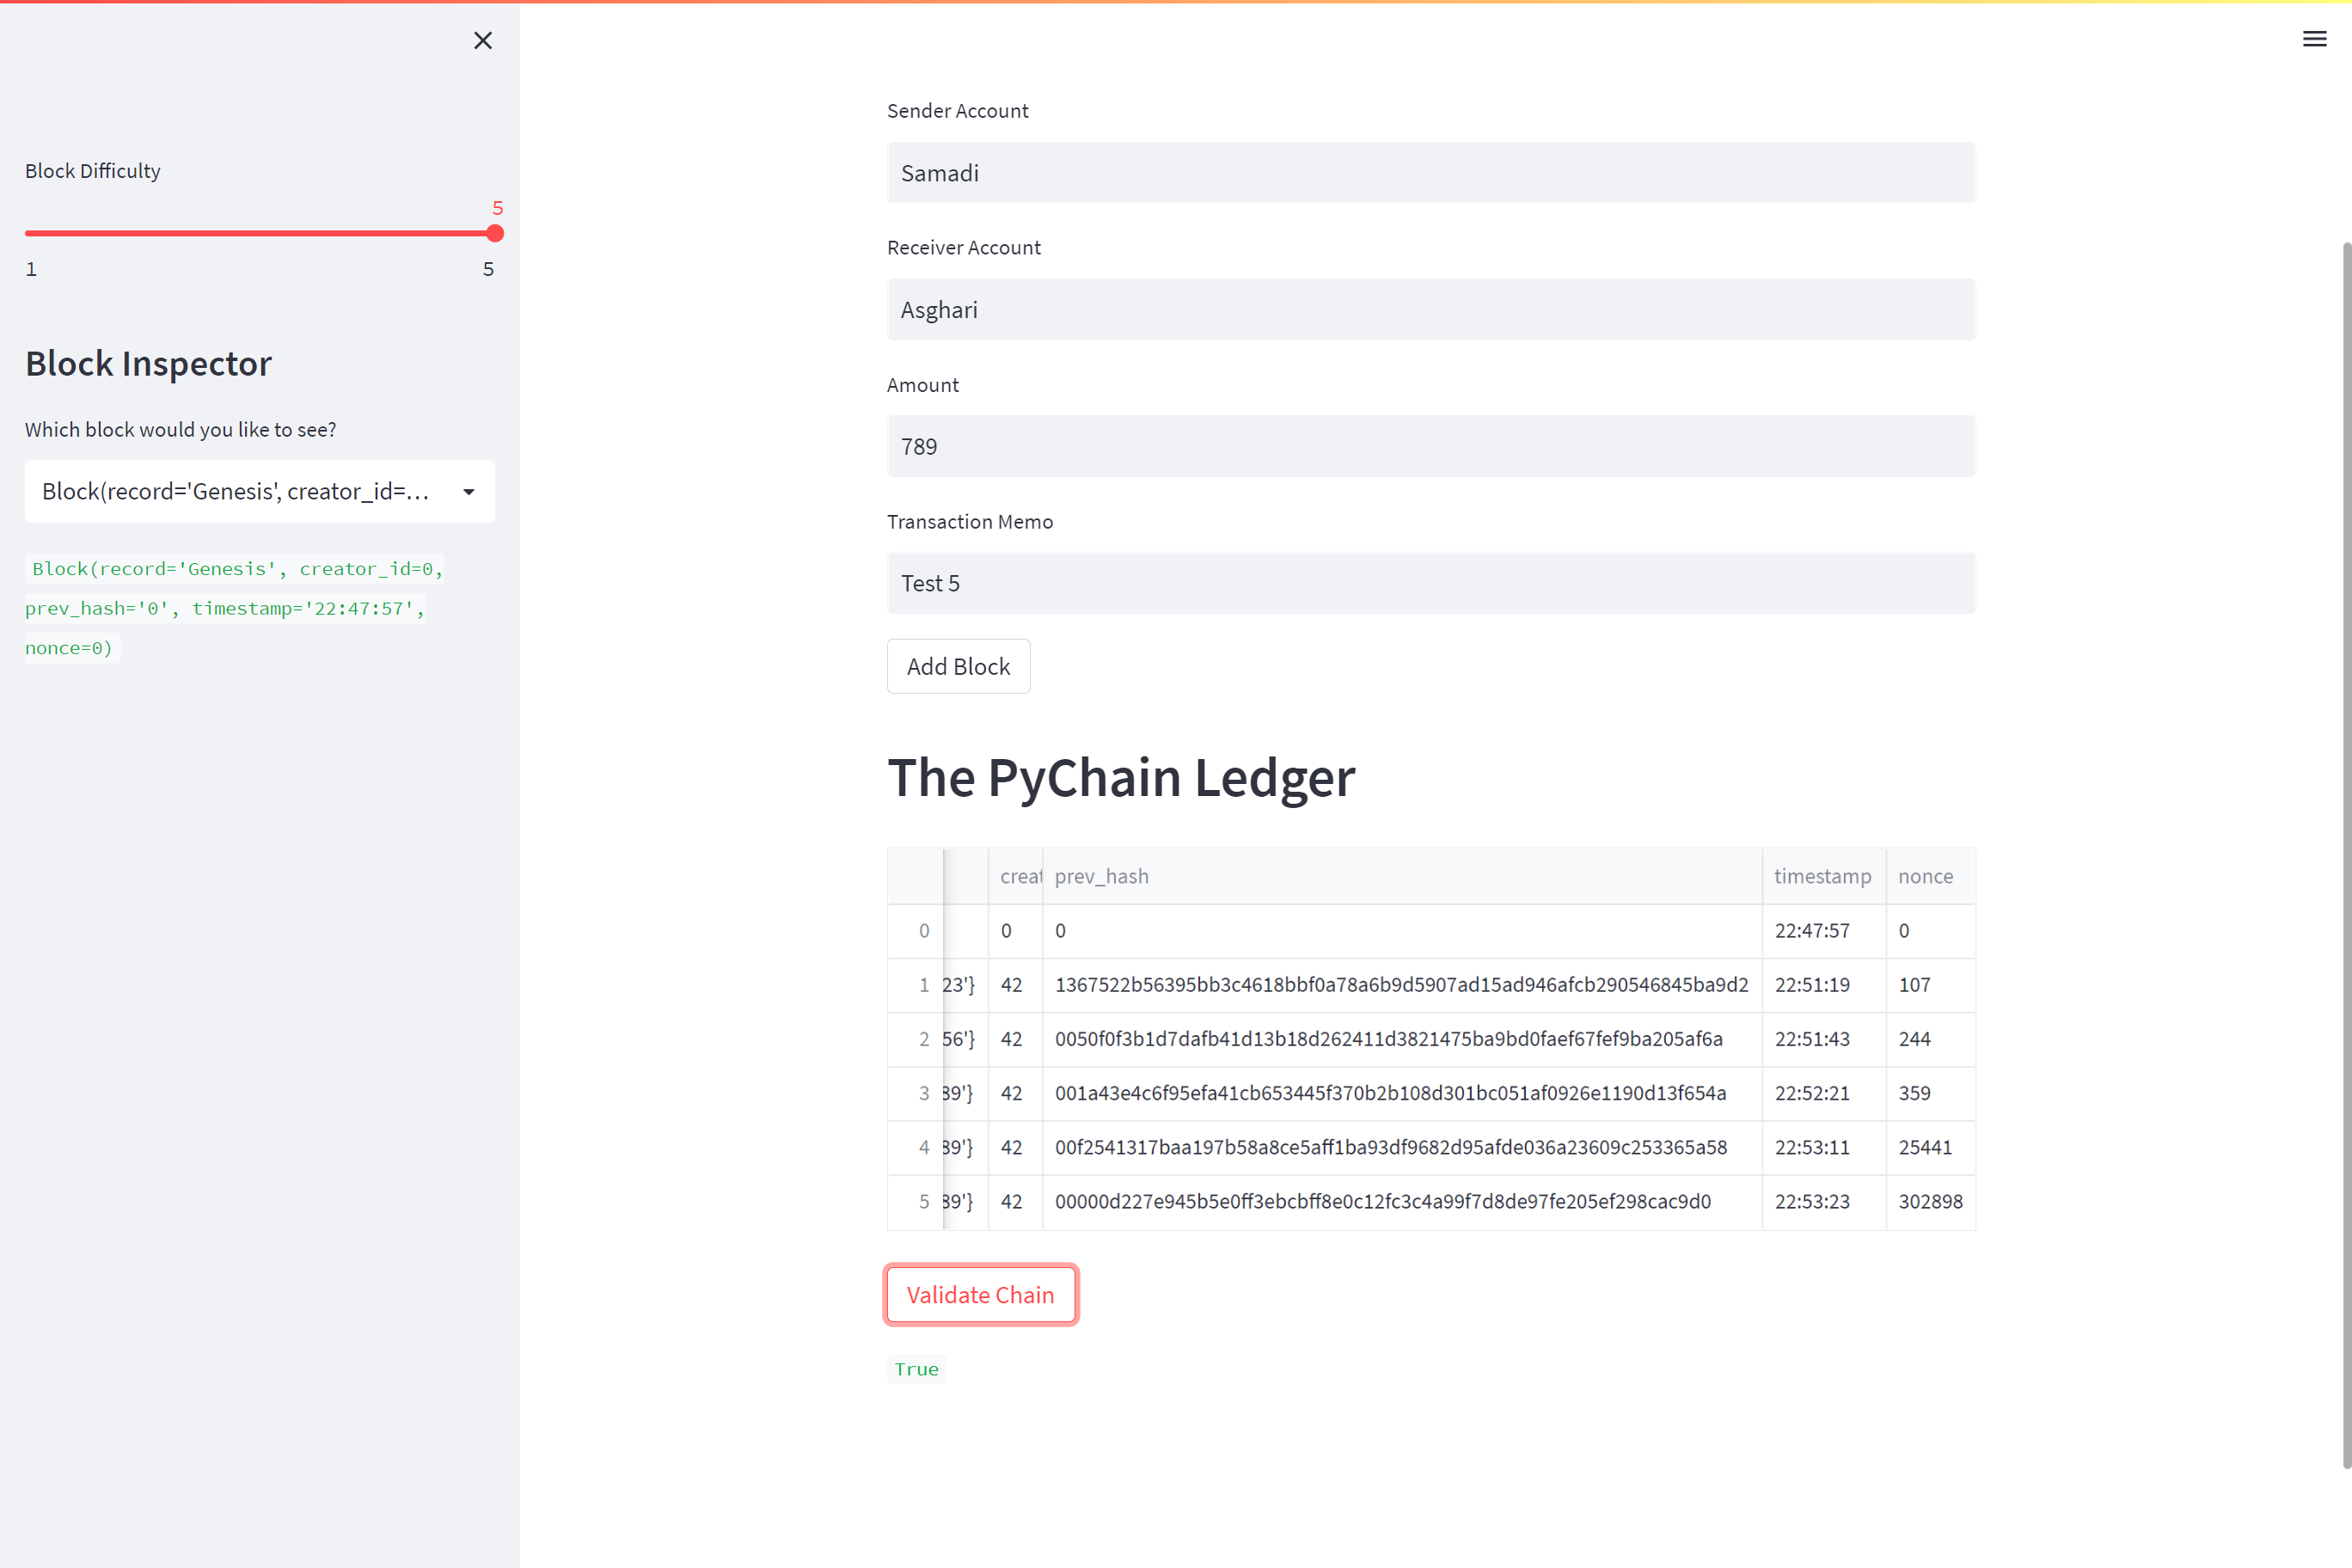 Block Difficulty
5
1 5
Block Inspector
Which block would you like to see?
Block(record='Genesis', creator_id=...
Block(record='Genesis', creator_id=0,
prev_hash='0', timestamp='22:47:57',
nonce=0)
Sender Account
Samadi
Receiver Account
Asghari
Amount
789
Transaction Memo
Test 5
Add Block
The PyChain Ledger
creat prev_hash timestamp nonce
0 0 0 22:47:57 0
1 23'} 42 1367522b56395bb3c4618bbf0a78a6b9d5907ad15ad946afcb290546845ba9d2 22:51:19 107
2 56'} 42 0050f0f3b1d7dafb41d13b18d262411d3821475ba9bd0faef67fef9ba205af6a 22:51:43 244
3 89'} 42 001a43e4c6f95efa41cb653445f370b2b108d301bc051af0926e1190d13f654a 22:52:21 359
4 89'} 42 00f2541317baa197b58a8ce5aff1ba93df9682d95afde036a23609c253365a58 22:53:11 25441
5 89'} 42 00000d227e945b5e0ff3ebcbff8e0c12fc3c4a99f7d8de97fe205ef298cac9d0 22:53:23 302898
Validate Chain
True